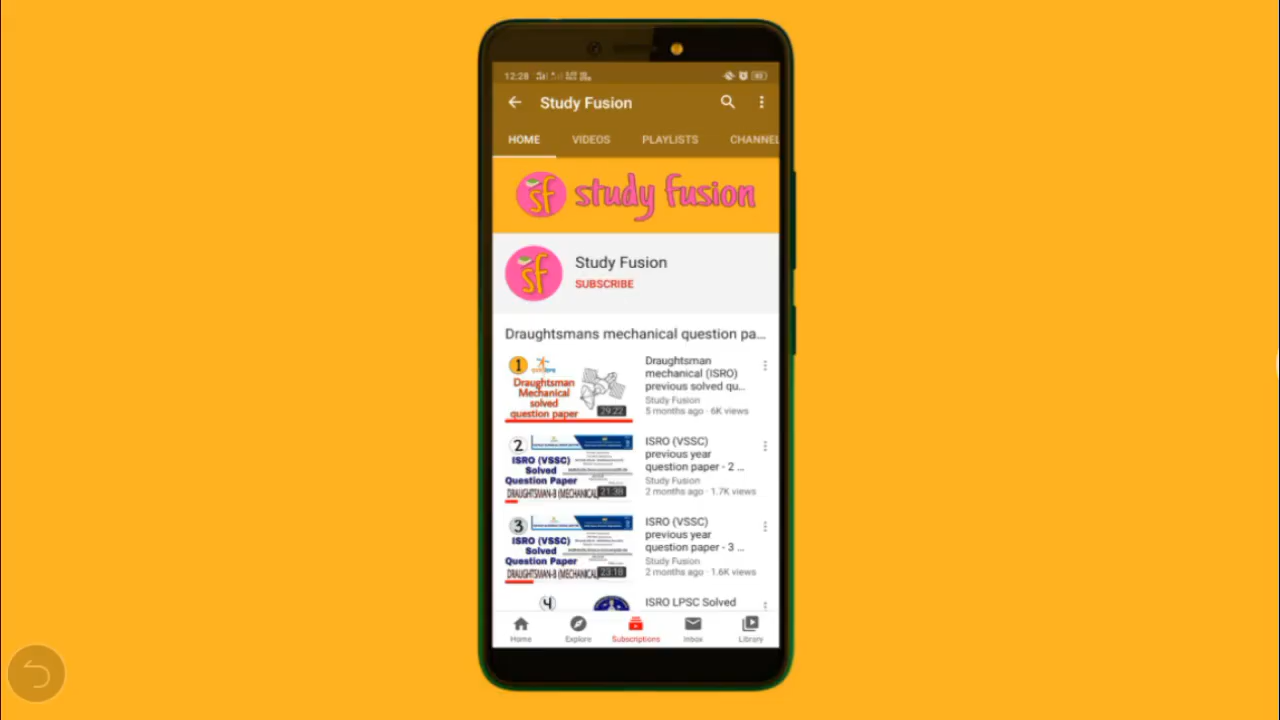 12:28
Study Fusion
HOME VIDEOS PLAYLISTS CHANNEL
sf study fusion
sf
Study Fusion
SUBSCRIBE
Draughtsmans mechanical question pa...
1
Draughtsman
Mechanical
solved
question paper
29:22
Draughtsman
mechanical (ISRO)
previous solved qu...
Study Fusion
5 months ago · 6K views
2
ISRO (VSSC)
Solved
Question Paper
DRAUGHTSMAN-B (MECHANICAL)
21:38
ISRO (VSSC)
previous year
question paper - 2 ...
Study Fusion
2 months ago · 1.7K views
3
ISRO (VSSC)
Solved
Question Paper
DRAUGHTSMAN-B (MECHANICAL)
23:18
ISRO (VSSC)
previous year
question paper - 3 ...
Study Fusion
2 months ago · 1.6K views
4
ISRO LPSC Solved
Home Explore Subscriptions Inbox Library